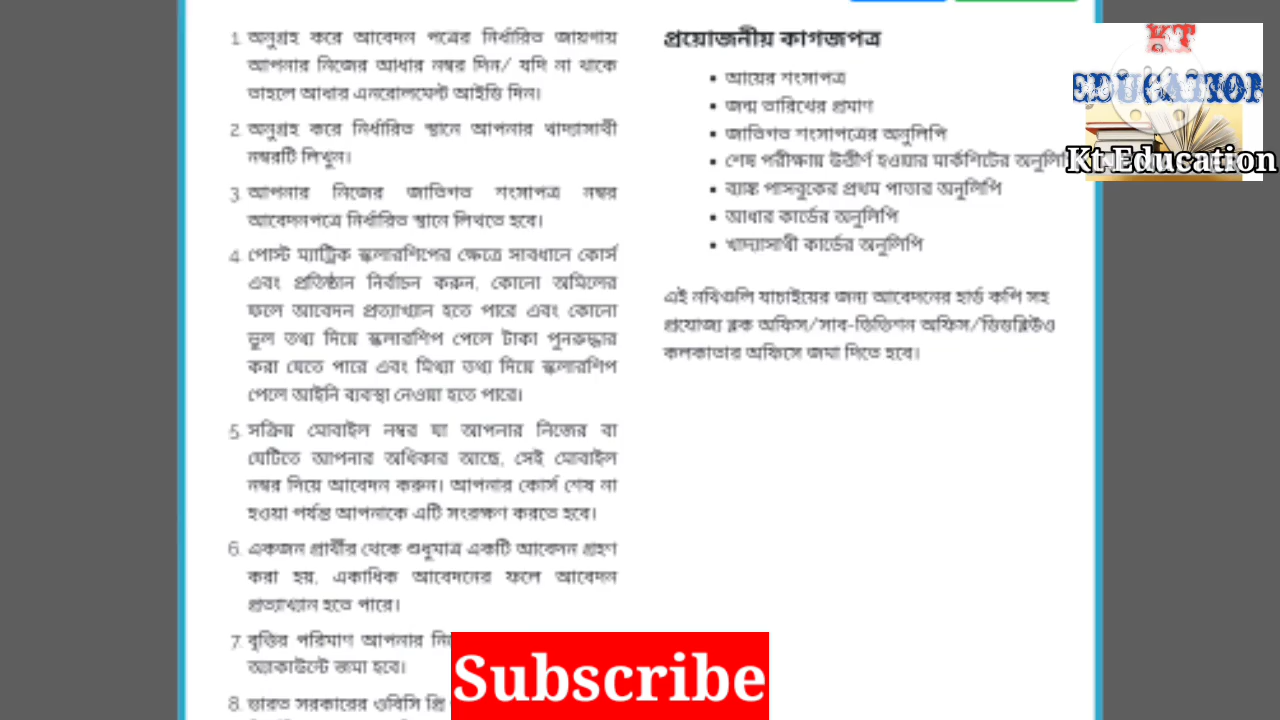 1. অনুগ্রহ করে আবেদন পত্রের নির্ধারিত জায়গায়
আপনার নিজের আধার নম্বর দিন/ যদি না থাকে
তাহলে আধার এনরোলমেন্ট আইডি দিন।
2. অনুগ্রহ করে নির্ধারিত স্থানে আপনার খাদ্যসাথী
নম্বরটি লিখুন।
3. আপনার নিজের জাতিগত শংসাপত্র নম্বর
আবেদনপত্রে নির্ধারিত স্থানে লিখতে হবে।
4. পোস্ট ম্যাট্রিক স্কলারশিপের ক্ষেত্রে সাবধানে কোর্স
এবং প্রতিষ্ঠান নির্বাচন করুন, কোনো অমিলের
ফলে আবেদন প্রত্যাখ্যান হতে পারে এবং কোনো
ভুল তথ্য দিয়ে স্কলারশিপ পেলে টাকা পুনরুদ্ধার
করা যেতে পারে এবং মিথ্যা তথ্য দিয়ে স্কলারশিপ
পেলে আইনি ব্যবস্থা নেওয়া হতে পারে।
5. সক্রিয় মোবাইল নম্বর যা আপনার নিজের বা
যেটিতে আপনার অধিকার আছে, সেই মোবাইল
নম্বর দিয়ে আবেদন করুন। আপনার কোর্স শেষ না
হওয়া পর্যন্ত আপনাকে এটি সংরক্ষণ করতে হবে।
6. একজন প্রার্থীর থেকে শুধুমাত্র একটি আবেদন গ্রহণ
করা হয়, একাধিক আবেদনের ফলে আবেদন
প্রত্যাখ্যান হতে পারে।
7. বৃত্তির পরিমাণ আপনার
অ্যাকাউন্টে জমা হবে।
8. ভারত সরকারের ওবিসি প্রি
প্রয়োজনীয় কাগজপত্র
• আয়ের শংসাপত্র
• জন্ম তারিখের প্রমাণ
• জাতিগত শংসাপত্রের অনুলিপি
• শেষ পরীক্ষায় উত্তীর্ণ হওয়ার মার্কশিটের
• ব্যাঙ্ক পাসবুকের প্রথম পাতার অনুলিপি
• আধার কার্ডের অনুলিপি
• খাদ্যসাথী কার্ডের অনুলিপি
এই নথিগুলি যাচাইয়ের জন্য আবেদনের হার্ড কপি সহ
প্রযোজ্য ব্লক অফিস/সাব-ডিভিশন অফিস/ডিডব্লিউও
কলকাতার অফিসে জমা দিতে হবে।
KT
EDUCATION
Kt Education
Subscribe